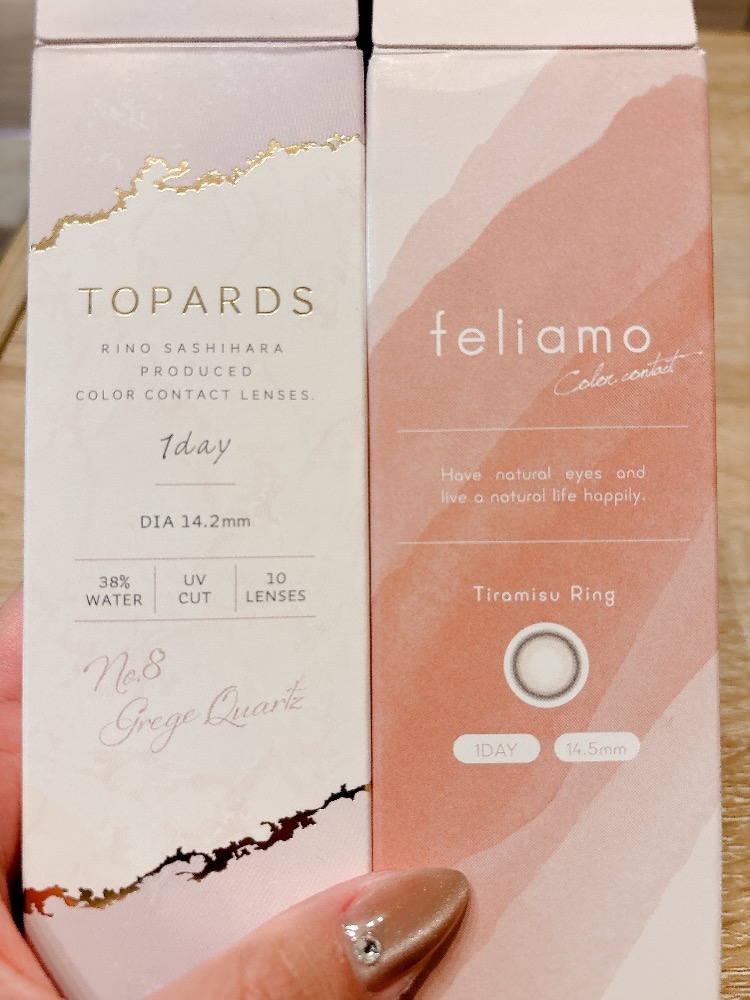 TOPARDS
RINO SASHIHARA
PRODUCED
COLOR CONTACT LENSES.
1day
DIA 14.2mm
38% WATER
UV CUT
10 LENSES
No.8
Grege Quartz
feliamo
Color contact
Have natural eyes and
live a natural life happily.
Tiramisu Ring
1DAY
14.5mm